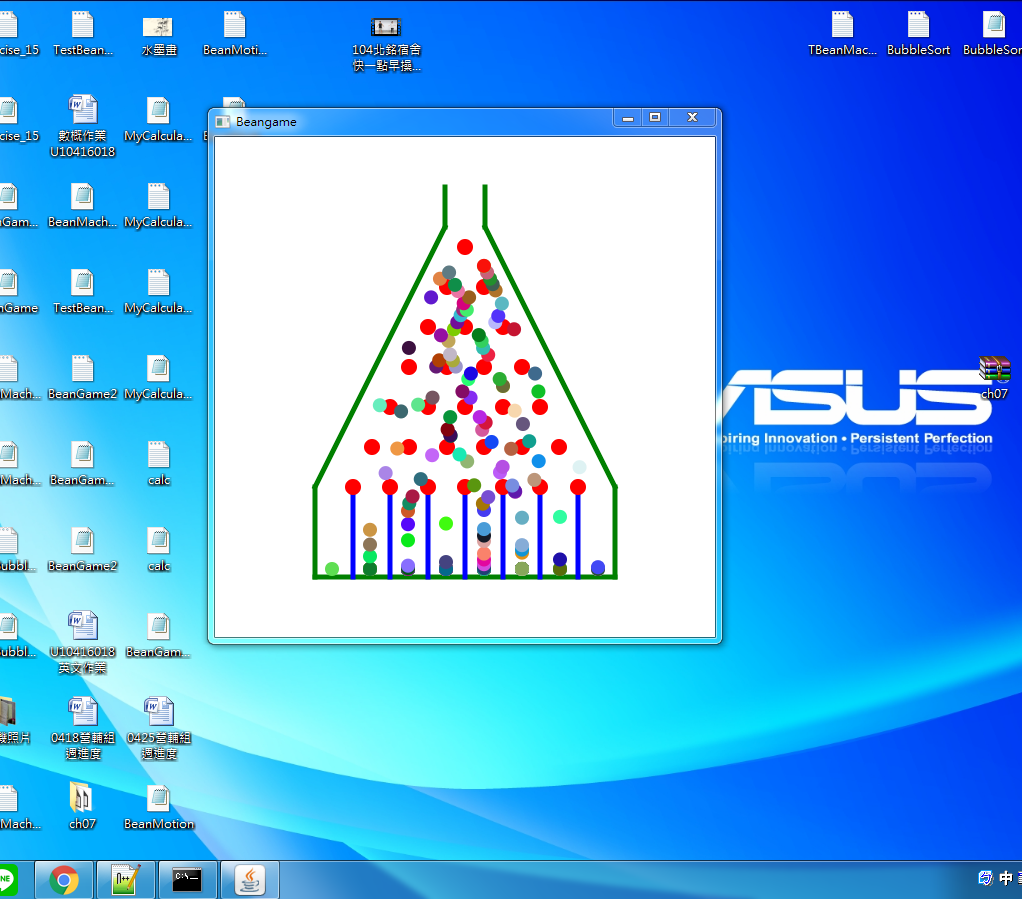 cise_15
TestBean...
水墨畫
BeanMoti...
104北銘宿舍
快一點早操...
TBeanMac...
BubbleSort
BubbleSor
cise_15
數概作業
U10416018
MyCalcula...
Beangame
nGam...
BeanMach...
MyCalcula...
nGame
TestBean...
MyCalcula...
Mach...
BeanGame2
MyCalcula...
ch07
piring Innovation • Persistent Perfection
Mach...
BeanGam...
calc
ubbl...
BeanGame2
calc
ubbl...
U10416018
英文作業
BeanGam...
機照片
0418營輔組
週進度
0425營輔組
週進度
Mach...
ch07
BeanMotion
C:\_
中